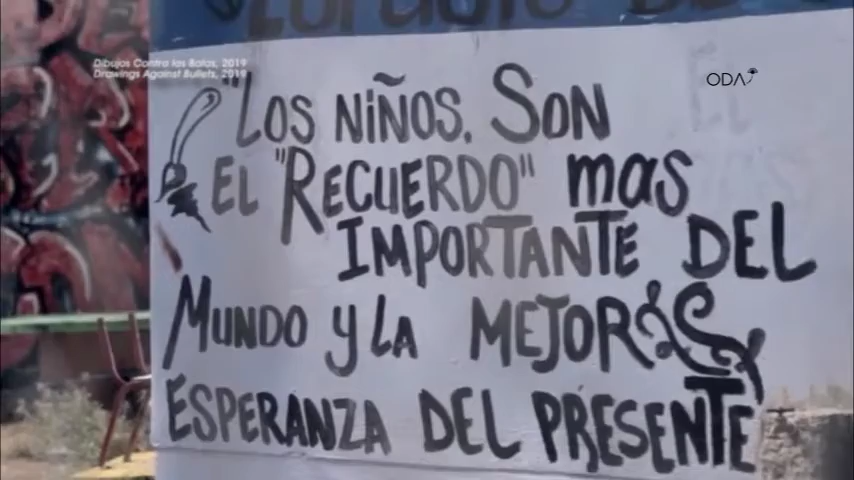 Dibujos Contra las Balas, 2019
Drawings Against Bullets, 2019
ODA
"Los NIÑOS, SON
EL "RECUERDO" mas
IMPORTANTE DEL
MUNDO Y LA MEJOR
ESPERANZA DEL PRESENTE